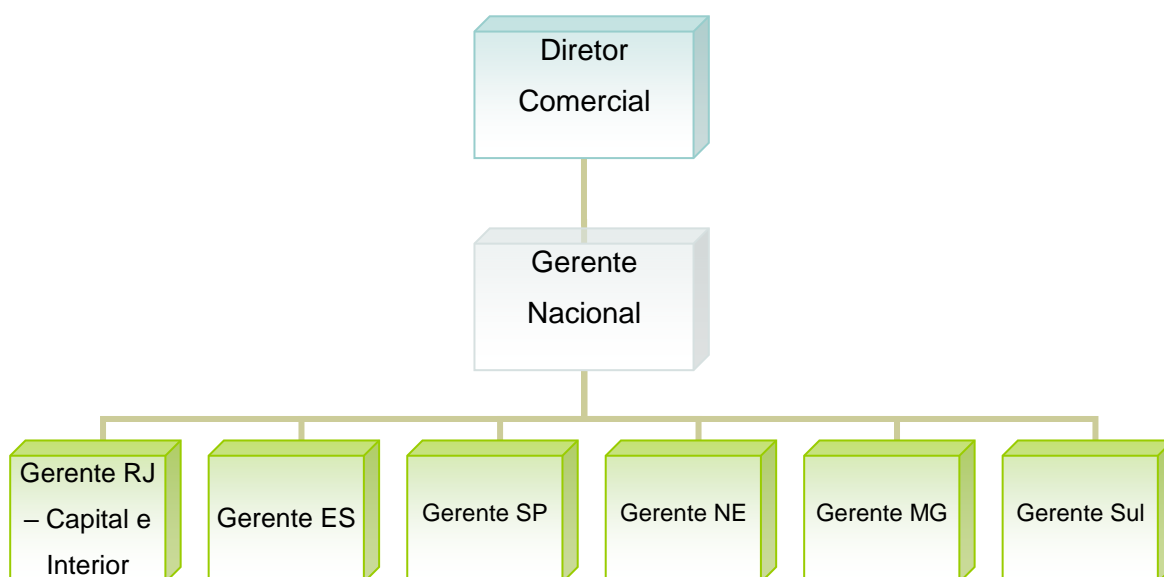 Diretor
Comercial
Gerente
Nacional
Gerente RJ
– Capital e
Interior
Gerente ES
Gerente SP
Gerente NE
Gerente MG
Gerente Sul